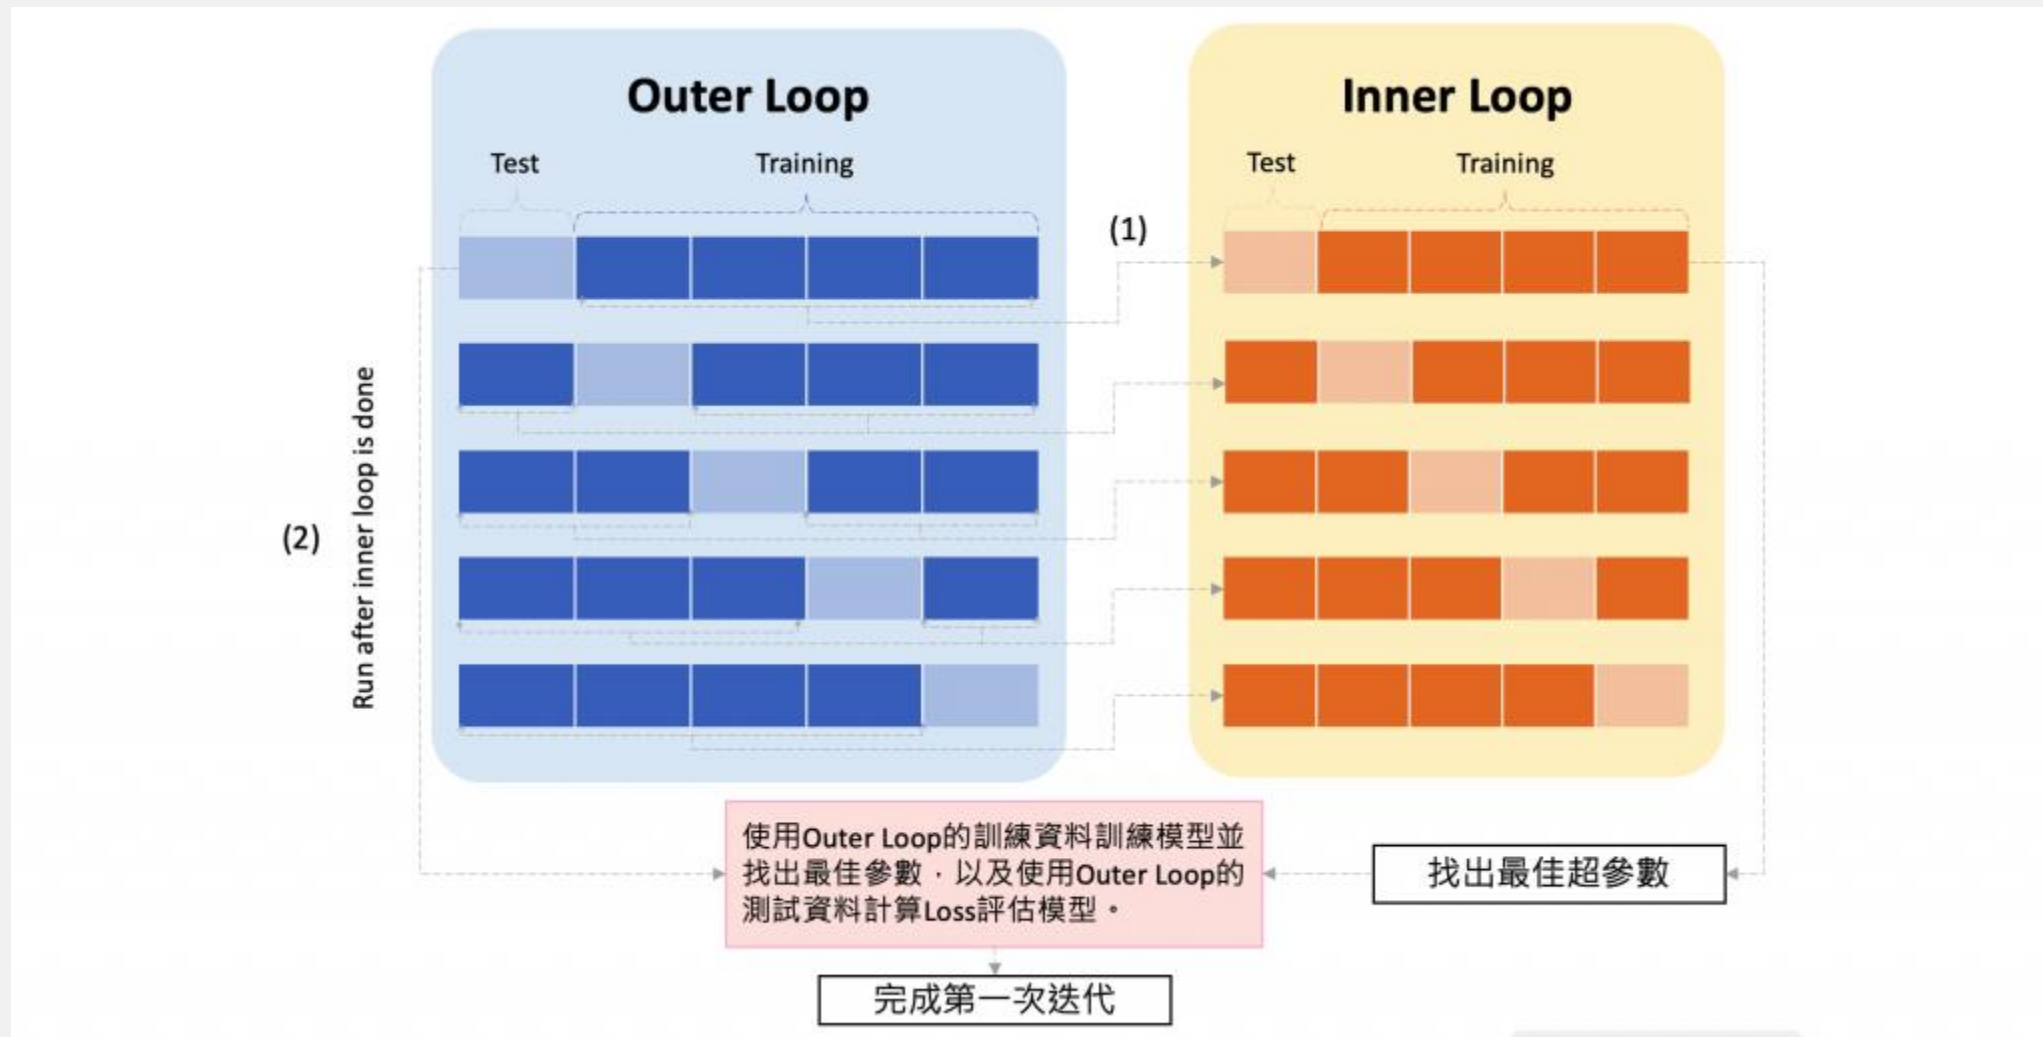 Outer Loop
Test
Training
Inner Loop
Test
Training
(1)
(2)
Run after inner loop is done
使用Outer Loop的訓練資料訓練模型並
找出最佳參數，以及使用Outer Loop的
測試資料計算Loss評估模型。
找出最佳超參數
完成第一次迭代